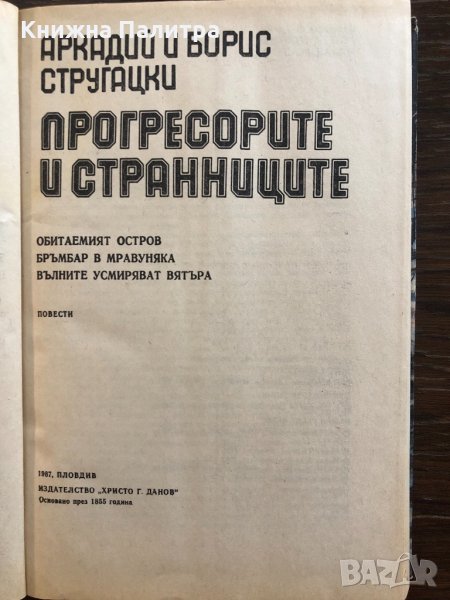 Книжна Палитра
АРКАДИЙ И БОРИС
СТРУГАЦКИ
ПРОГРЕСОРИТЕ
И СТРАННИЦИТЕ
ОБИТАЕМИЯТ ОСТРОВ
БРЪМБАР В МРАВУНЯКА
ВЪЛНИТЕ УСМИРЯВАТ ВЯТЪРА
ПОВЕСТИ
1987, ПЛОВДИВ
ИЗДАТЕЛСТВО „ХРИСТО Г. ДАНОВ"
Основано през 1855 година
BAZAR